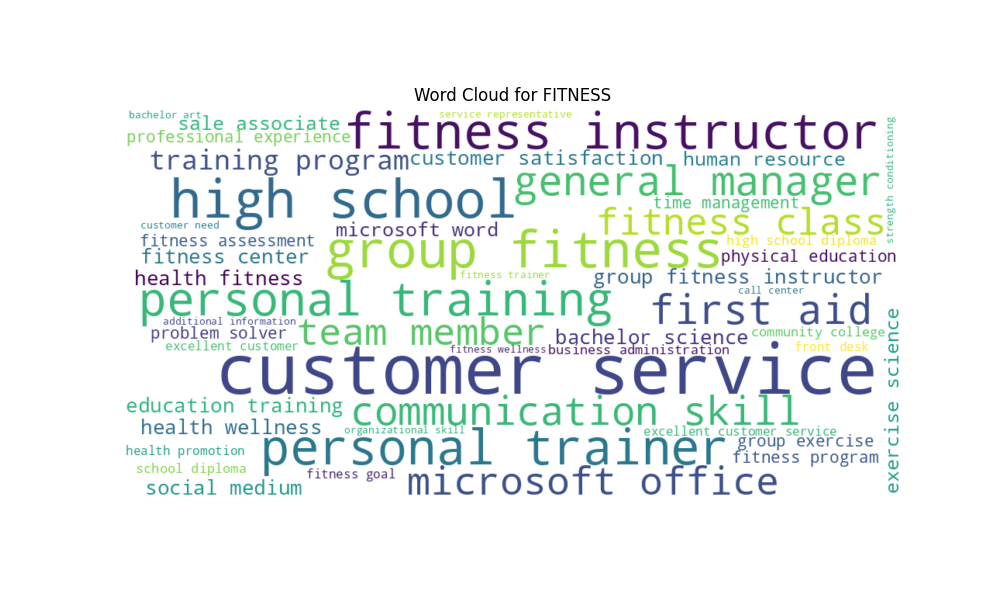 Word Cloud for FITNESS
bachelor art
service representative
sale associate
fitness instructor
professional experience
strength conditioning
training program
customer satisfaction
human resource
general manager
high school
time management
customer need
fitness class
microsoft word
group fitness
fitness assessment
high school diploma
fitness center
physical education
health fitness
fitness trainer
group fitness instructor
personal training
call center
first aid
additional information
team member
problem solver
bachelor science
community college
excellent customer
fitness wellness
business administration
front desk
customer service
exercise science
education training
communication skill
health wellness
organizational skill
excellent customer service
personal trainer
group exercise
health promotion
fitness program
school diploma
fitness goal
microsoft office
social medium